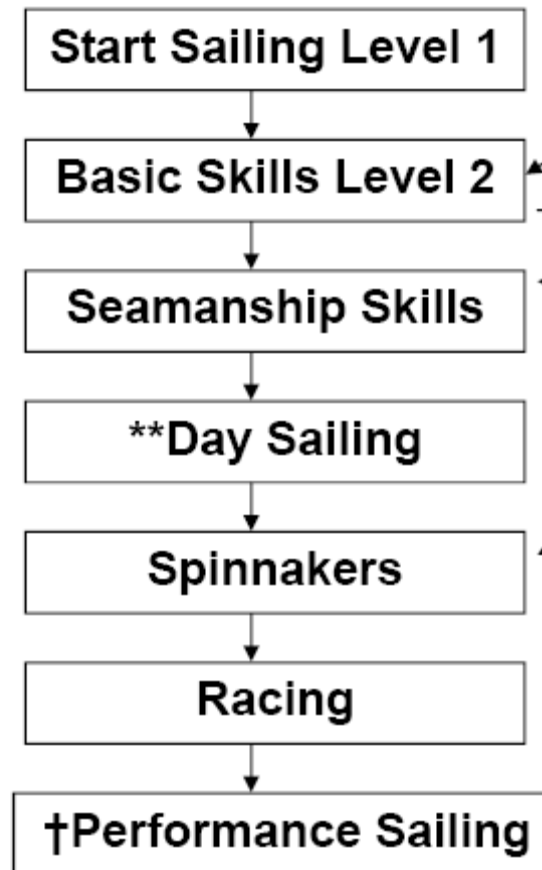 Start Sailing Level 1
Basic Skills Level 2
Seamanship Skills
**Day Sailing
Spinnakers
Racing
†Performance Sailing